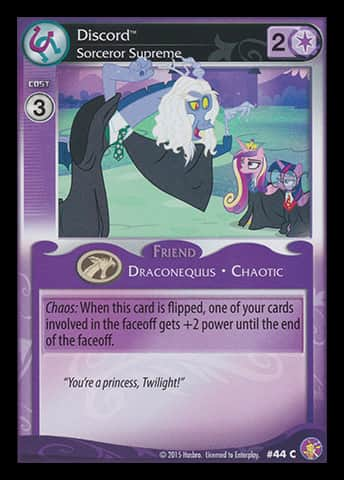 Discord™
Sorceror Supreme
2
COST
3
FRIEND
DRACONEQUUS • CHAOTIC
Chaos: When this card is flipped, one of your cards
involved in the faceoff gets +2 power until the end
of the faceoff.
"You're a princess, Twilight!"
© 2015 Hasbro. Licensed to Enterplay. #44 C